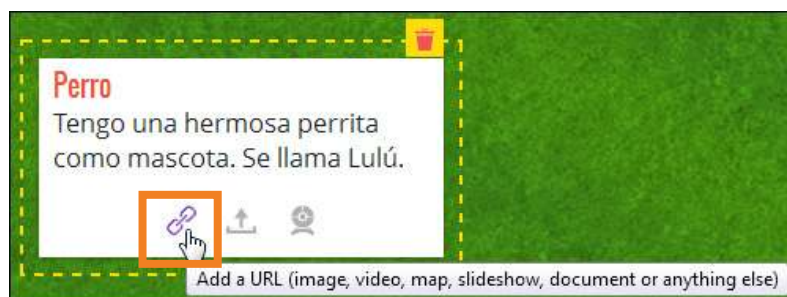 Perro
Tengo una hermosa perrita
como mascota. Se llama Lulú.
Add a URL (image, video, map, slideshow, document or anything else)